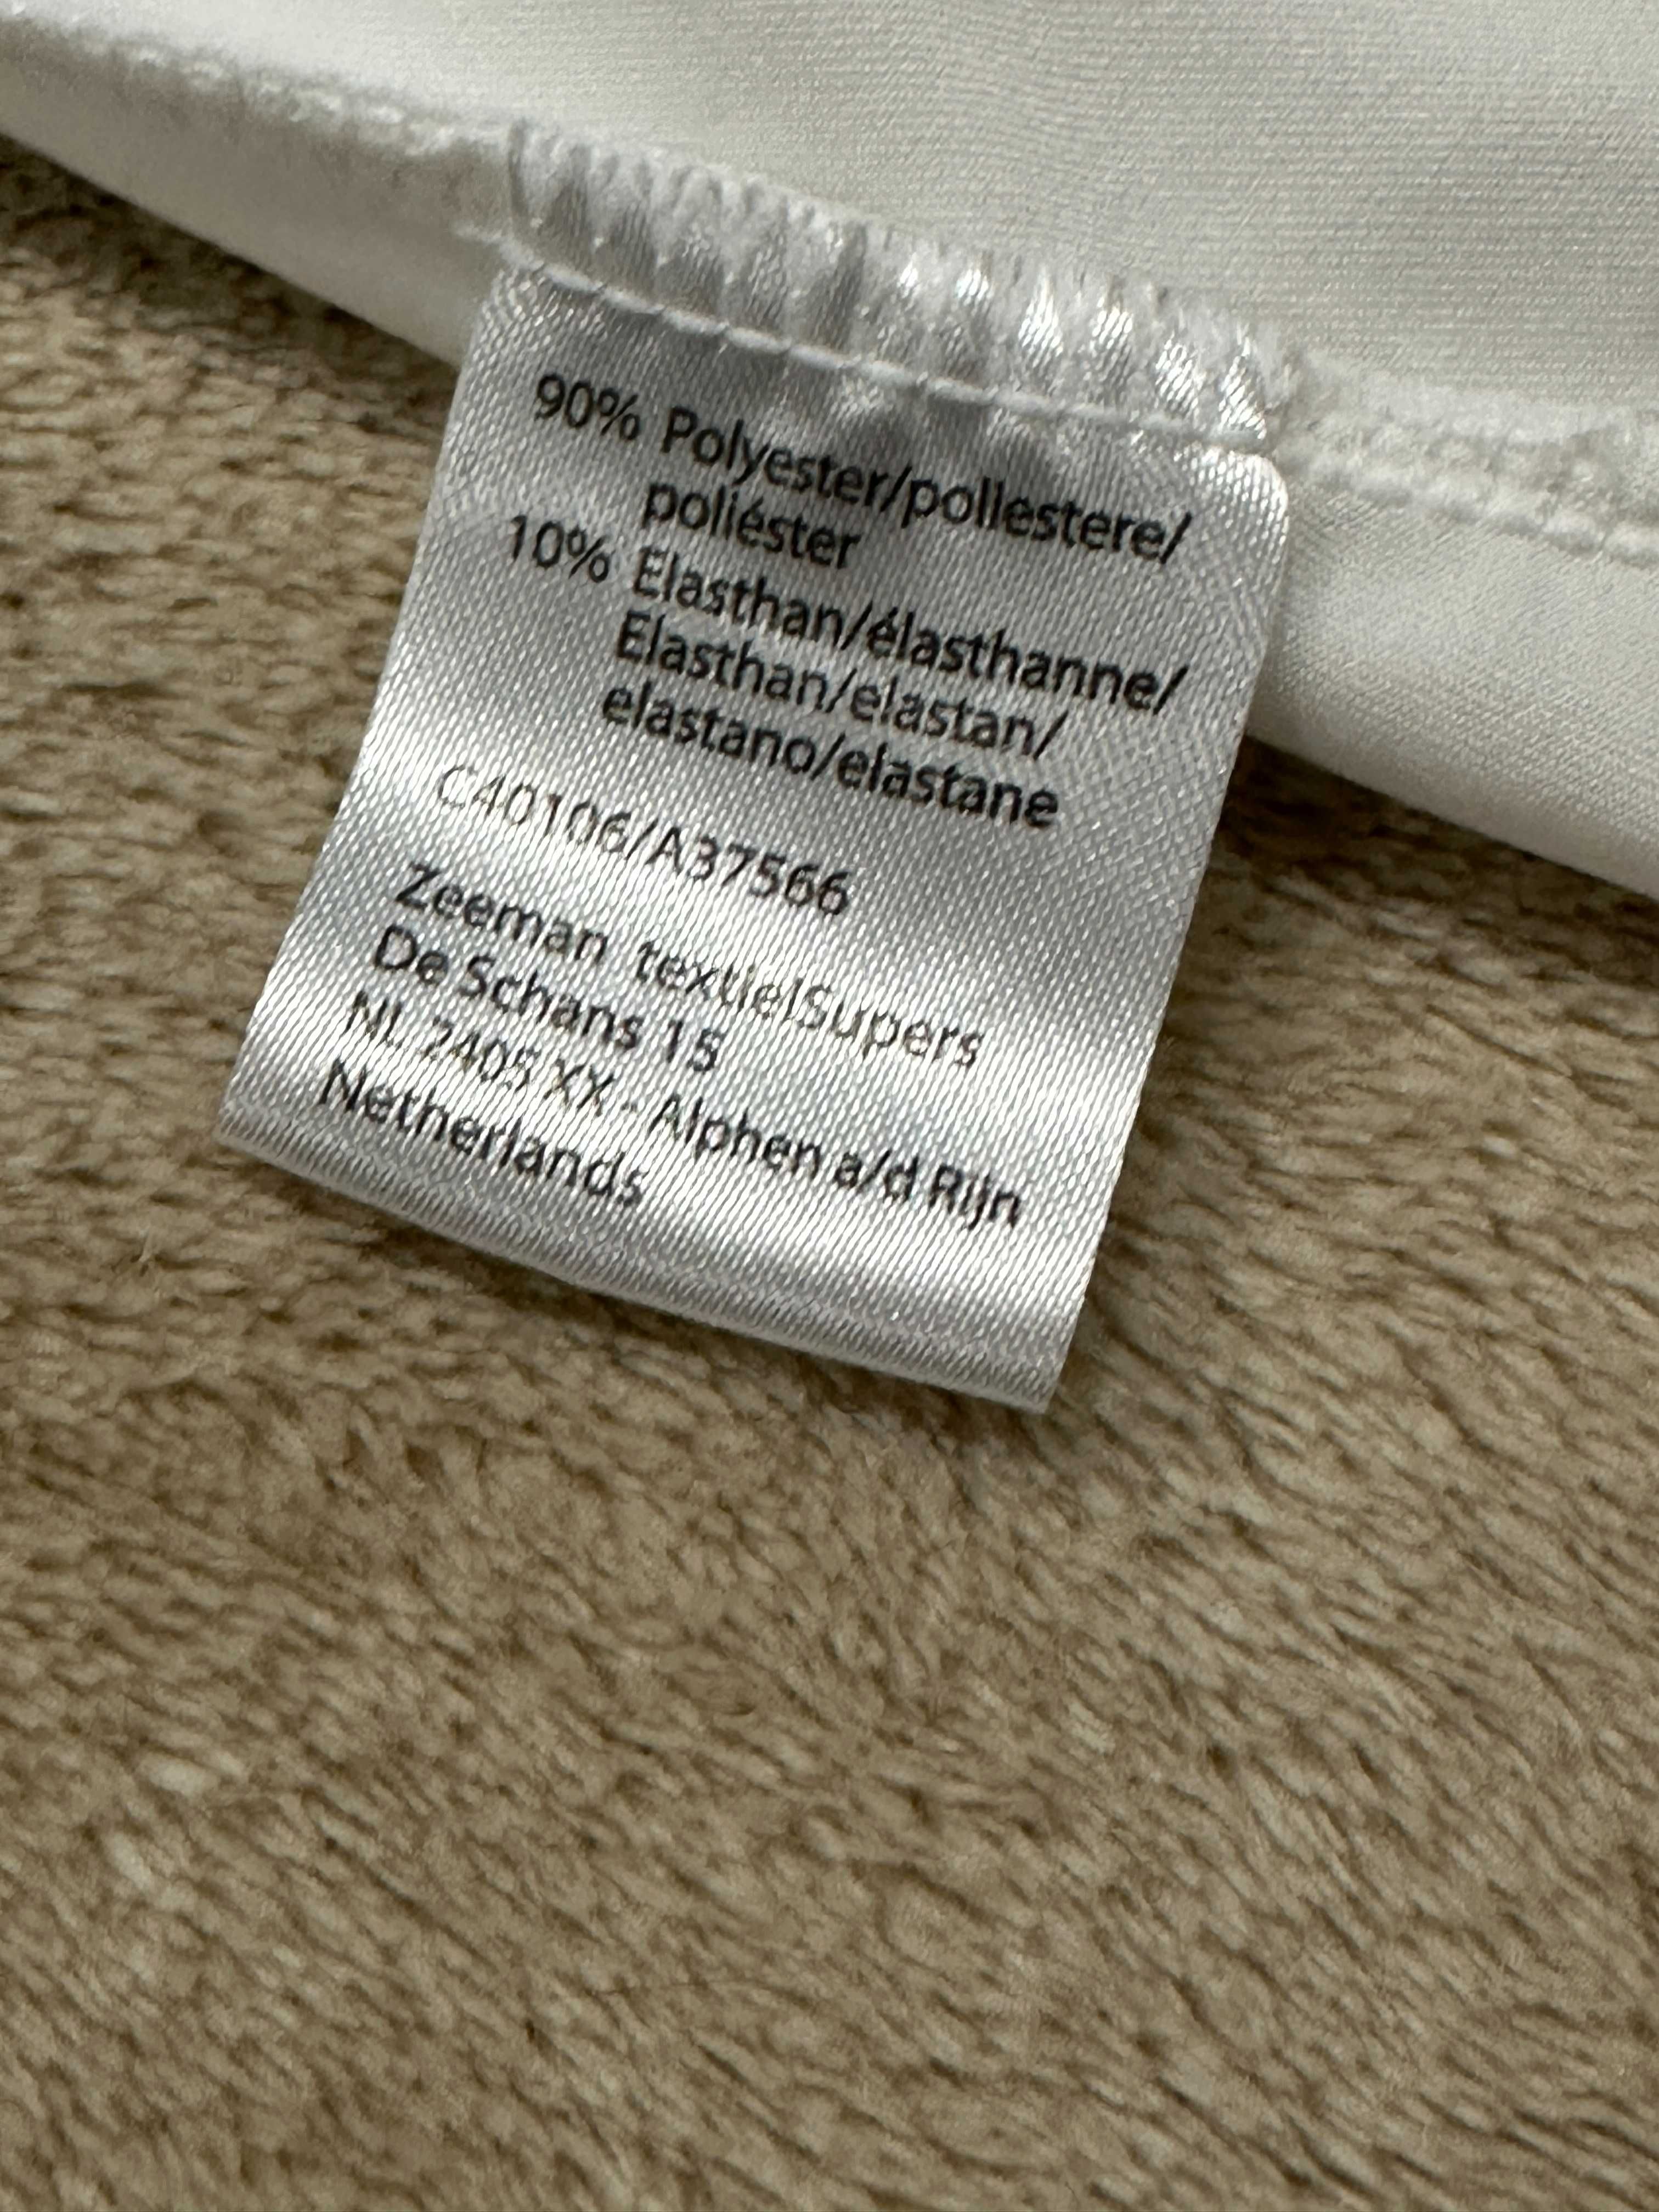 90% Polyester/poliestere/
poliéster
10% Elasthan/élasthanne/
Elasthan/elastan/
elastano/elastane
C40106/A37566
Zeeman textielSupers
De Schans 15
NL 2405 XX - Alphen a/d Rijn
Netherlands